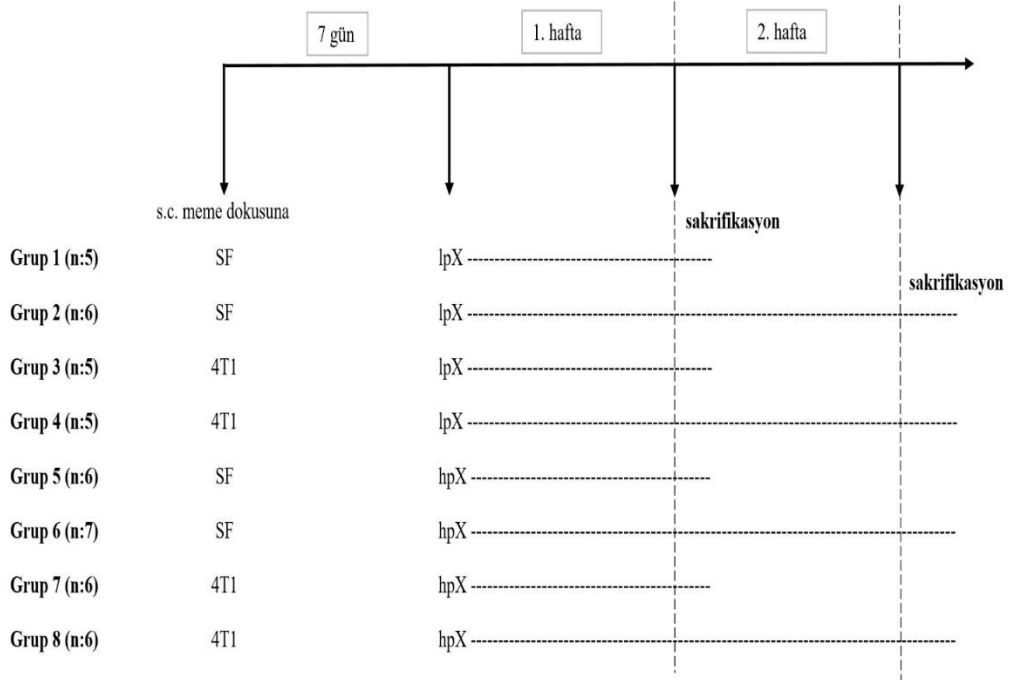 7 gün
1. hafta
2. hafta
s.c. meme dokusuna
sakrifikasyon
Grup 1 (n:5) SF lpX
sakrifikasyon
Grup 2 (n:6) SF lpX
Grup 3 (n:5) 4T1 lpX
Grup 4 (n:5) 4T1 lpX
Grup 5 (n:6) SF hpX
Grup 6 (n:7) SF hpX
Grup 7 (n:6) 4T1 hpX
Grup 8 (n:6) 4T1 hpX